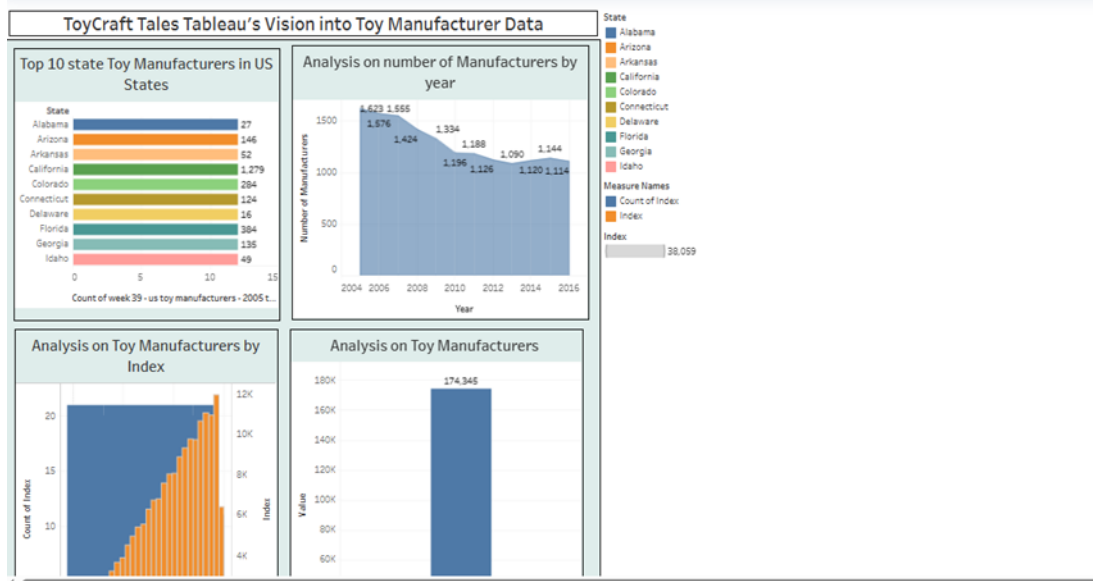 ToyCraft Tales Tableau's Vision into Toy Manufacturer Data
Top 10 state Toy Manufacturers in US
States
State
Alabama 27
Arizona 146
Arkansas 52
California 1,279
Colorado 284
Connecticut 124
Delaware 16
Florida 384
Georgia 135
Idaho 49
0 5 10 15
Count of week 39 - us toy manufacturers - 2005 t...
Analysis on number of Manufacturers by
year
Number of Manufacturers
1500
1000
500
0
1,623 1,555
1,576
1,424
1,334
1,196
1,188
1,126
1,090
1,120
1,144
1,114
2004 2006 2008 2010 2012 2014 2016
Year
Analysis on Toy Manufacturers by
Index
Count of Index
20
15
10
12K
10K
8K
6K
4K
Index
Analysis on Toy Manufacturers
Value
180K
160K
140K
120K
100K
80K
60K
174,345
State
Alabama
Arizona
Arkansas
California
Colorado
Connecticut
Delaware
Florida
Georgia
Idaho
Measure Names
Count of Index
Index
Index
38,059